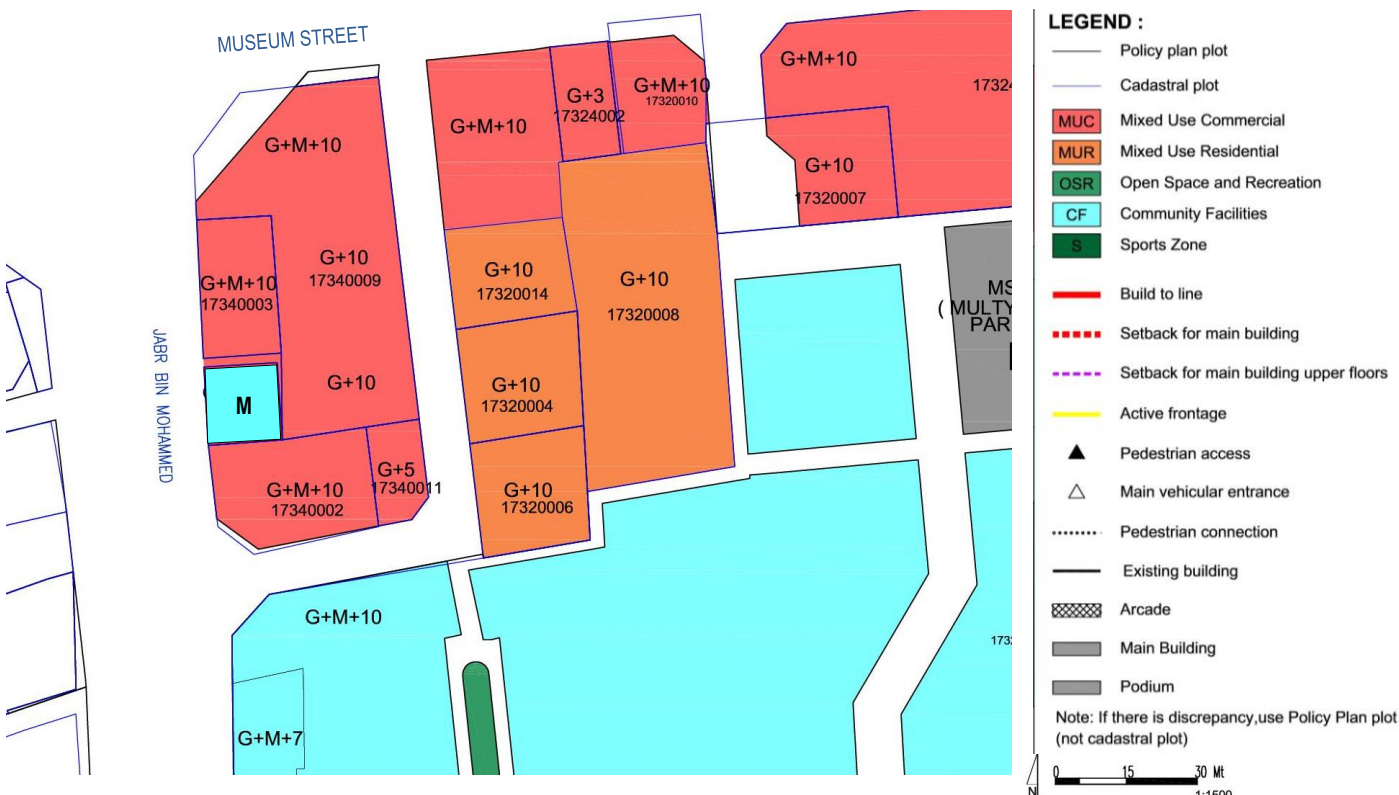 MUSEUM STREET
G+M+10
G+M+10
G+3
17324002
G+M+10
17320010
G+M+10
G+10
17320007
G+M+10
17340003
G+10
17340009
G+10
17320014
G+10
17320008
JABR BIN MOHAMMED
M
G+10
G+10
17320004
G+M+10
17340002
G+5
17340011
G+10
17320006
G+M+10
G+M+7
( MULTY
PAR
LEGEND :
Policy plan plot
Cadastral plot
MUC Mixed Use Commercial
MUR Mixed Use Residential
OSR Open Space and Recreation
CF Community Facilities
S Sports Zone
Build to line
Setback for main building
Setback for main building upper floors
Active frontage
Pedestrian access
Main vehicular entrance
Pedestrian connection
Existing building
Arcade
Main Building
Podium
Note: If there is discrepancy,use Policy Plan plot
(not cadastral plot)
N
0 15 30 Mt